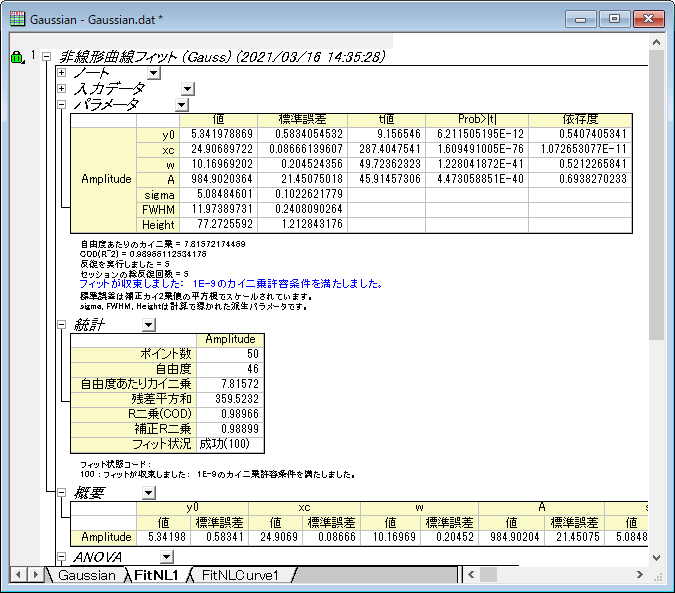 Gaussian - Gaussian.dat *
1
非線形曲線フィット (Gauss) (2021/03/16 14:35:28)
ノート
入力データ
パラメータ
値 標準誤差 t値 Prob>|t| 依存度
Amplitude
y0 5.341978869 0.5834054532 9.156546 6.211505195E-12 0.5407405341
xc 24.90689722 0.08666139607 287.4047541 1.609491005E-76 1.072653077E-11
w 10.16969202 0.204524356 49.72362323 1.228041872E-41 0.5212265841
A 984.9020364 21.45075018 45.91457306 4.473058851E-40 0.6938270233
sigma 5.08484601 0.1022621779
FWHM 11.97389731 0.2408090264
Height 77.2725592 1.212843176
自由度あたりのカイ二乗 = 7.81572174469
COD(R^2) = 0.98965112534176
反復を実行しました = 5
セッションの総反復回数 = 5
フィットが収束しました： 1E-9のカイ二乗許容条件を満たしました。
標準誤差は補正カイ2乗値の平方根でスケールされています。
sigma, FWHM, Heightは計算で導かれた派生パラメータです。
統計
Amplitude
ポイント数 50
自由度 46
自由度あたりカイ二乗 7.81572
残差平方和 359.5232
R二乗(COD) 0.98966
補正R二乗 0.98899
フィット状況 成功(100)
フィット状態コード：
100 : フィットが収束しました： 1E-9のカイ二乗許容条件を満たしました。
概要
y0 xc w A s
値 標準誤差 値 標準誤差 値 標準誤差 値 標準誤差 値
Amplitude 5.34198 0.58341 24.9069 0.08666 10.16969 0.20452 984.90204 21.45075 5.0848
ANOVA
Gaussian FitNL1 FitNLCurve1